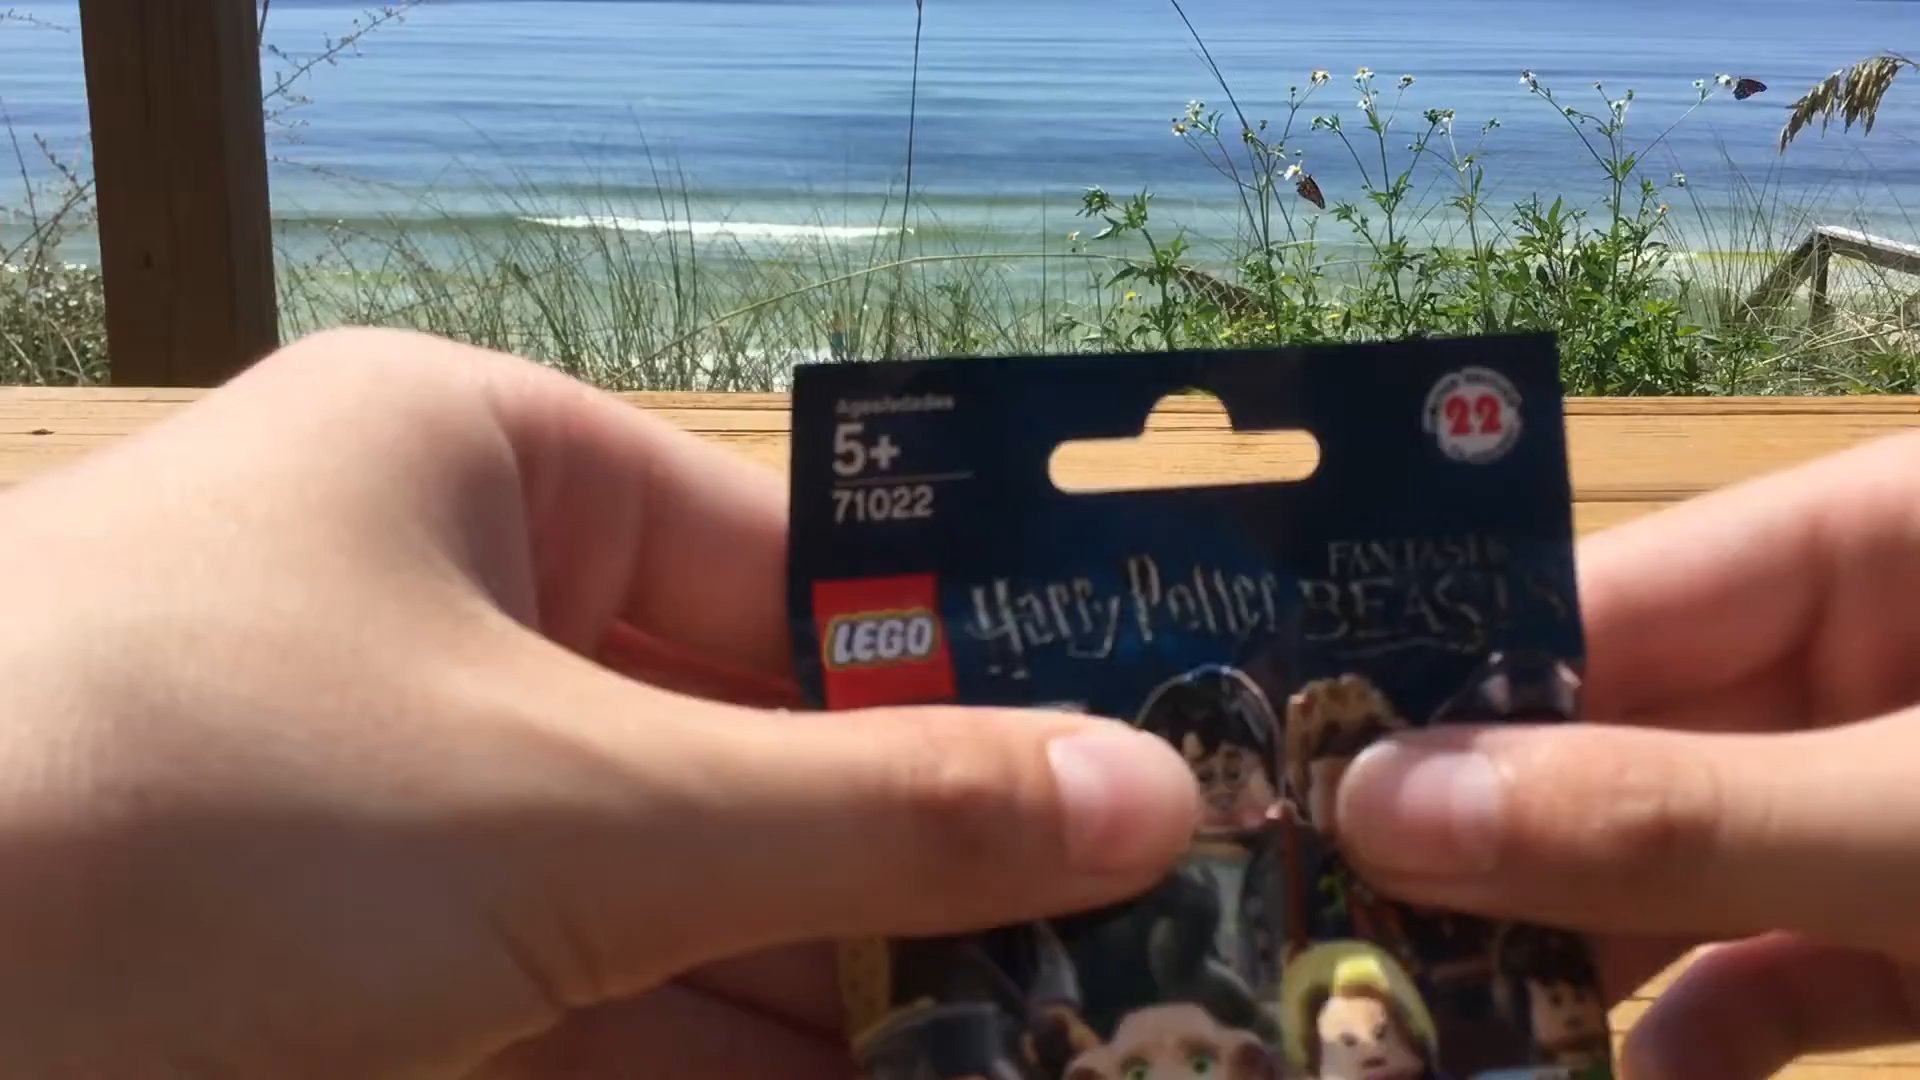 Ages/edades
5+
71022
22
LEGO
Harry Potter
FANTASTIC
BEASTS